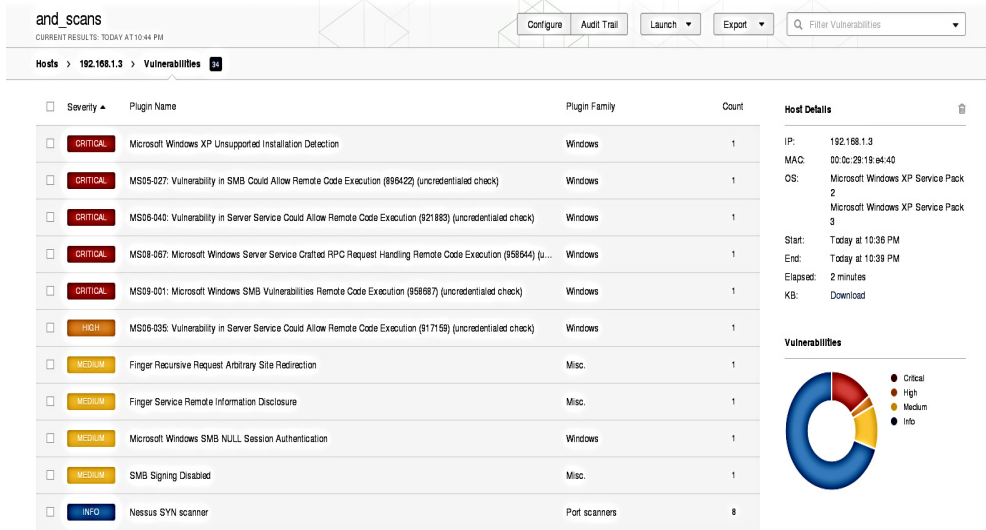 and_scans
CURRENT RESULTS: TODAY AT 10:44 PM
Configure Audit Trail Launch Export Filter Vulnerabilities
Hosts > 192.168.1.3 > Vulnerabilities 34
Severity Plugin Name Plugin Family Count
CRITICAL Microsoft Windows XP Unsupported Installation Detection Windows 1
CRITICAL MS05-027: Vulnerability in SMB Could Allow Remote Code Execution (896422) (uncredentialed check) Windows 1
CRITICAL MS06-040: Vulnerability in Server Service Could Allow Remote Code Execution (921883) (uncredentialed check) Windows 1
CRITICAL MS08-067: Microsoft Windows Server Service Crafted RPC Request Handling Remote Code Execution (958644) (u... Windows 1
CRITICAL MS09-001: Microsoft Windows SMB Vulnerabilities Remote Code Execution (958687) (uncredentialed check) Windows 1
HIGH MS06-035: Vulnerability in Server Service Could Allow Remote Code Execution (917159) (uncredentialed check) Windows 1
MEDIUM Finger Recursive Request Arbitrary Site Redirection Misc. 1
MEDIUM Finger Service Remote Information Disclosure Misc. 1
MEDIUM Microsoft Windows SMB NULL Session Authentication Windows 1
MEDIUM SMB Signing Disabled Misc. 1
INFO Nessus SYN scanner Port scanners 8
Host Details
IP: 192.168.1.3
MAC: 00:0c:29:19:e4:40
OS: Microsoft Windows XP Service Pack
2
Microsoft Windows XP Service Pack
3
Start: Today at 10:36 PM
End: Today at 10:39 PM
Elapsed: 2 minutes
KB: Download
Vulnerabilities
Critical
High
Medium
Info